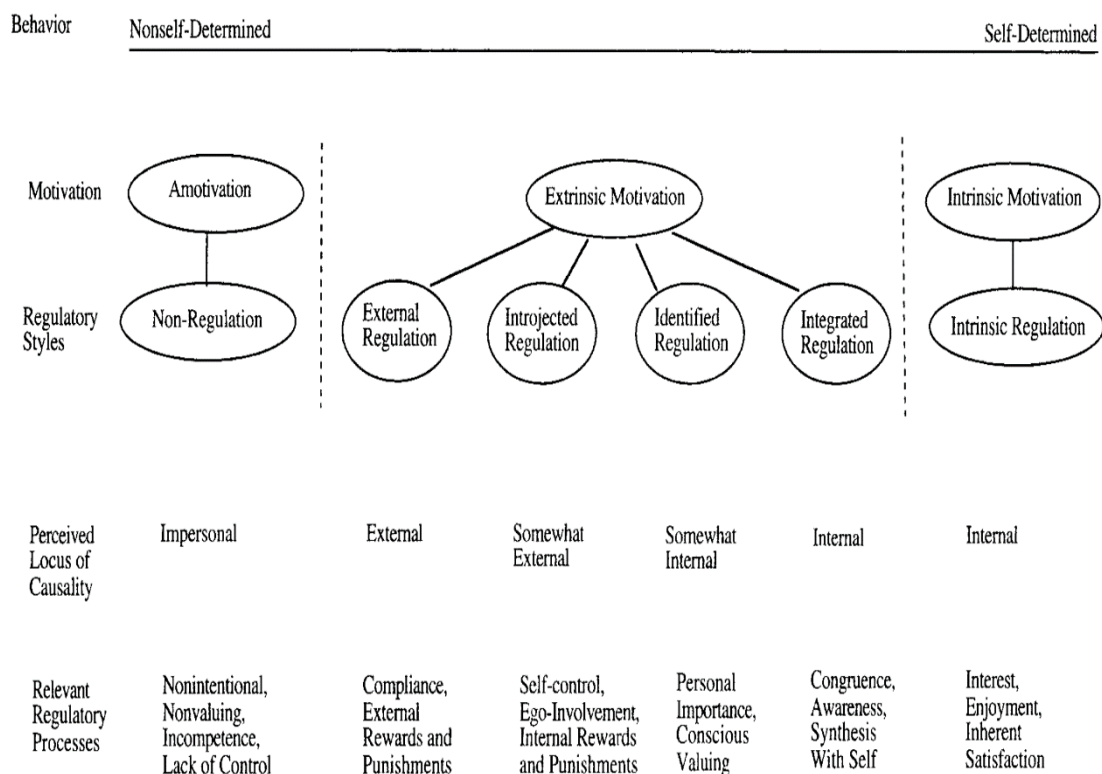 Behavior
Nonself-Determined
Self-Determined
Motivation
Amotivation
Extrinsic Motivation
Intrinsic Motivation
Regulatory
Styles
Non-Regulation
External
Regulation
Introjected
Regulation
Identified
Regulation
Integrated
Regulation
Intrinsic Regulation
Perceived
Locus of
Causality
Impersonal
External
Somewhat
External
Somewhat
Internal
Internal
Internal
Relevant
Regulatory
Processes
Nonintentional,
Nonvaluing,
Incompetence,
Lack of Control
Compliance,
External
Rewards and
Punishments
Self-control,
Ego-Involvement,
Internal Rewards
and Punishments
Personal
Importance,
Conscious
Valuing
Congruence,
Awareness,
Synthesis
With Self
Interest,
Enjoyment,
Inherent
Satisfaction